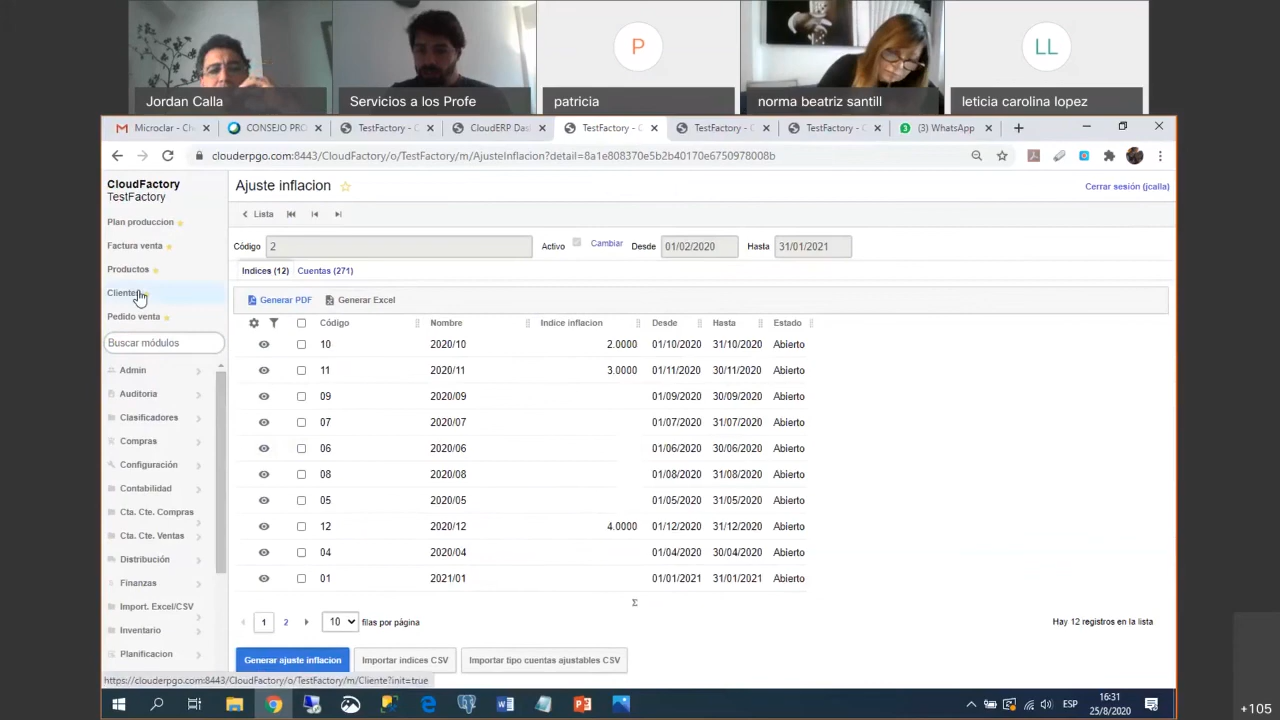 P
LL
Jordan Calla
Servicios a los Profe
patricia
norma beatriz santill
leticia carolina lopez
Microclar - Ch
CONSEJO PRO
TestFactory - C
CloudERP Das
TestFactory - C
TestFactory - C
TestFactory - C
(3) WhatsApp
clouderpgo.com:8443/CloudFactory/o/TestFactory/m/AjusteInflacion?detail=8a1e808370e5b2b40170e6750978008b
CloudFactory
TestFactory
Plan produccion
Factura venta
Productos
Cliente
Pedido venta
Buscar módulos
Admin
Auditoria
Clasificadores
Compras
Configuración
Contabilidad
Cta. Cte. Compras
Cta. Cte. Ventas
Distribución
Finanzas
Import. Excel/CSV
Inventario
Planificacion
Ajuste inflacion
Cerrar sesión (jcalla)
Lista
Código 2 Activo Cambiar Desde 01/02/2020 Hasta 31/01/2021
Indices (12) Cuentas (271)
Generar PDF Generar Excel
Código Nombre Indice inflacion Desde Hasta Estado
10 2020/10 2.0000 01/10/2020 31/10/2020 Abierto
11 2020/11 3.0000 01/11/2020 30/11/2020 Abierto
09 2020/09 01/09/2020 30/09/2020 Abierto
07 2020/07 01/07/2020 31/07/2020 Abierto
06 2020/06 01/06/2020 30/06/2020 Abierto
08 2020/08 01/08/2020 31/08/2020 Abierto
05 2020/05 01/05/2020 31/05/2020 Abierto
12 2020/12 4.0000 01/12/2020 31/12/2020 Abierto
04 2020/04 01/04/2020 30/04/2020 Abierto
01 2021/01 01/01/2021 31/01/2021 Abierto
Σ
1 2 10 filas por página
Hay 12 registros en la lista
Generar ajuste inflacion Importar indices CSV Importar tipo cuentas ajustables CSV
https://clouderpgo.com:8443/CloudFactory/o/TestFactory/m/Cliente?init=true
ESP
16:31
25/8/2020
+105